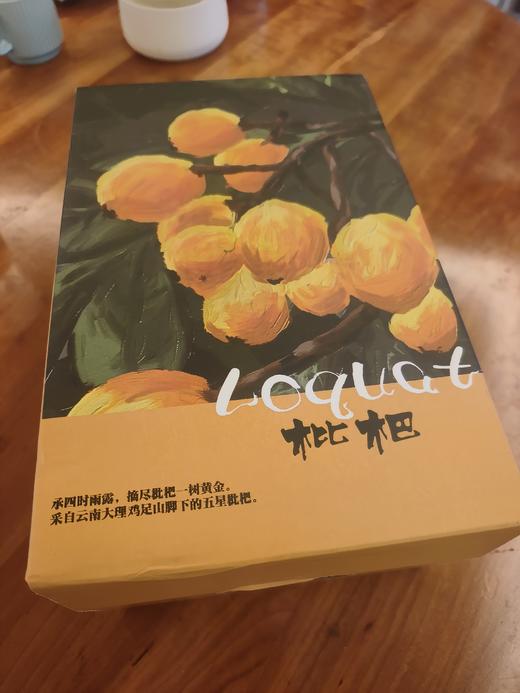 Loquat
枇杷
承四时雨露，摘尽枇杷一树黄金。
采自云南大理鸡足山脚下的五星枇杷。